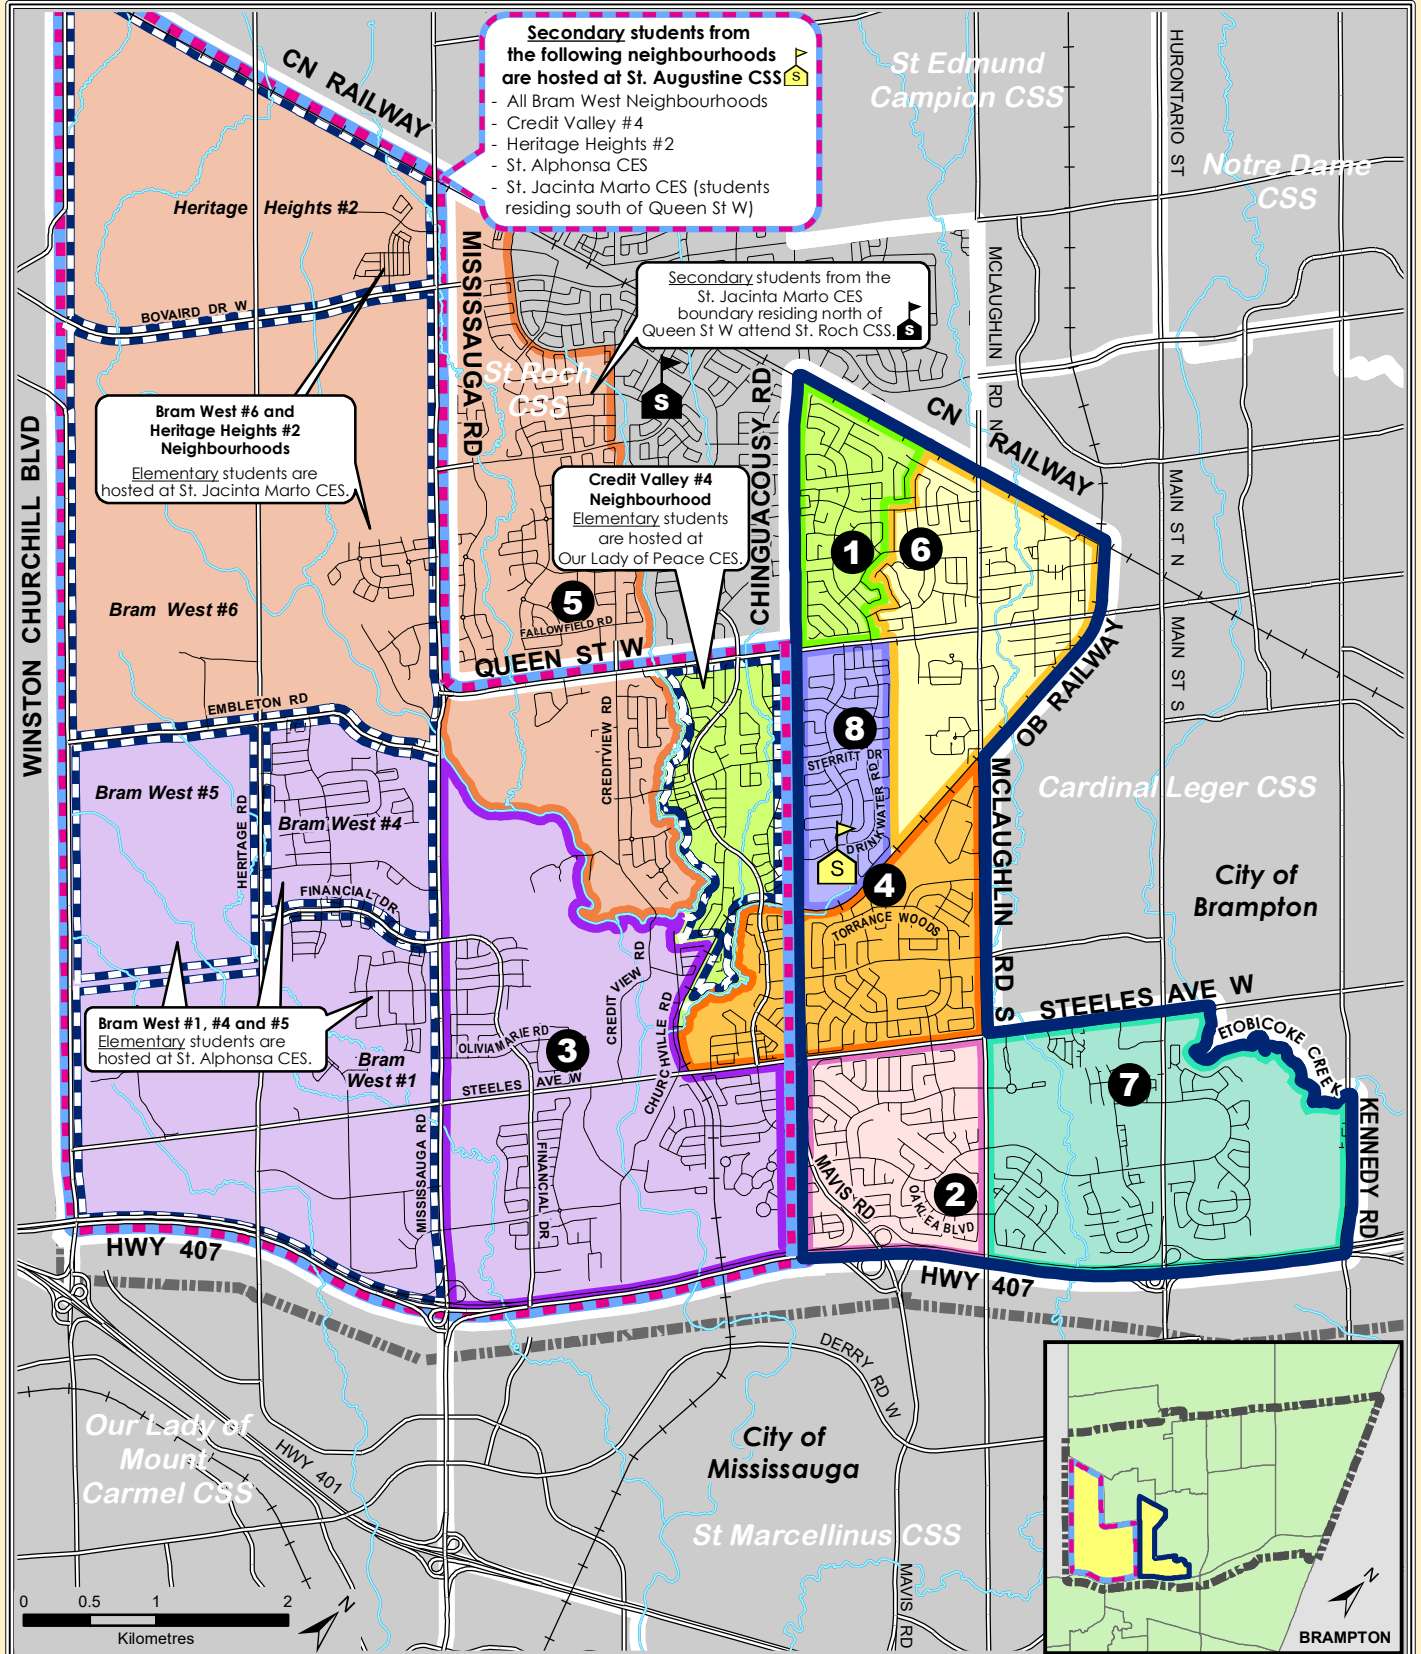 Secondary students from
the following neighbourhoods
are hosted at St. Augustine CSS
S
- All Bram West Neighbourhoods
- Credit Valley #4
- Heritage Heights #2
- St. Alphonsa CES
- St. Jacinta Marto CES (students
residing south of Queen St W)
CN RAILWAY
St Edmund
Campion CSS
HURONTARIO ST
Notre Dame
CSS
Heritage Heights #2
MISSISSAUGA RD
MCLAUGHLIN RD N
Secondary students from the
St. Jacinta Marto CES
boundary residing north of
Queen St W attend St. Roch CSS.
S
BOVAIRD DR W
St Roch
CSS
S
CHINGUACOUSY RD
CN RAILWAY
WINSTON CHURCHILL BLVD
Bram West #6 and
Heritage Heights #2
Neighbourhoods
Elementary students are
hosted at St. Jacinta Marto CES.
Credit Valley #4
Neighbourhood
Elementary students
are hosted at
Our Lady of Peace CES.
MAIN ST N
1
6
5
FALLOWFIELD RD
Bram West #6
QUEEN ST W
MAIN ST S
OB RAILWAY
EMBLETON RD
CREDITVIEW RD
8
STERRITT DR
DRINKWATER RD
S
MCLAUGHLIN RD S
Cardinal Leger CSS
Bram West #5
HERITAGE RD
Bram West #4
FINANCIAL DR
4
TORRANCE WOODS
City of
Brampton
CREDIT VIEW RD
CHURCHVILLE RD
STEELES AVE W
ETOBICOKE CREEK
Bram West #1, #4 and #5
Elementary students are
hosted at St. Alphonsa CES.
OLIVIA MARIE RD
3
Bram
West #1
STEELES AVE W
7
KENNEDY RD
MISSISSAUGA RD
FINANCIAL DR
MAVIS RD
2
OAKLEA BLVD
HWY 407
HWY 407
DERRY RD W
Our Lady of
Mount
Carmel CSS
HWY 401
City of
Mississauga
St Marcellinus CSS
MAVIS RD
0 0.5 1 2
Kilometres
N
N
BRAMPTON